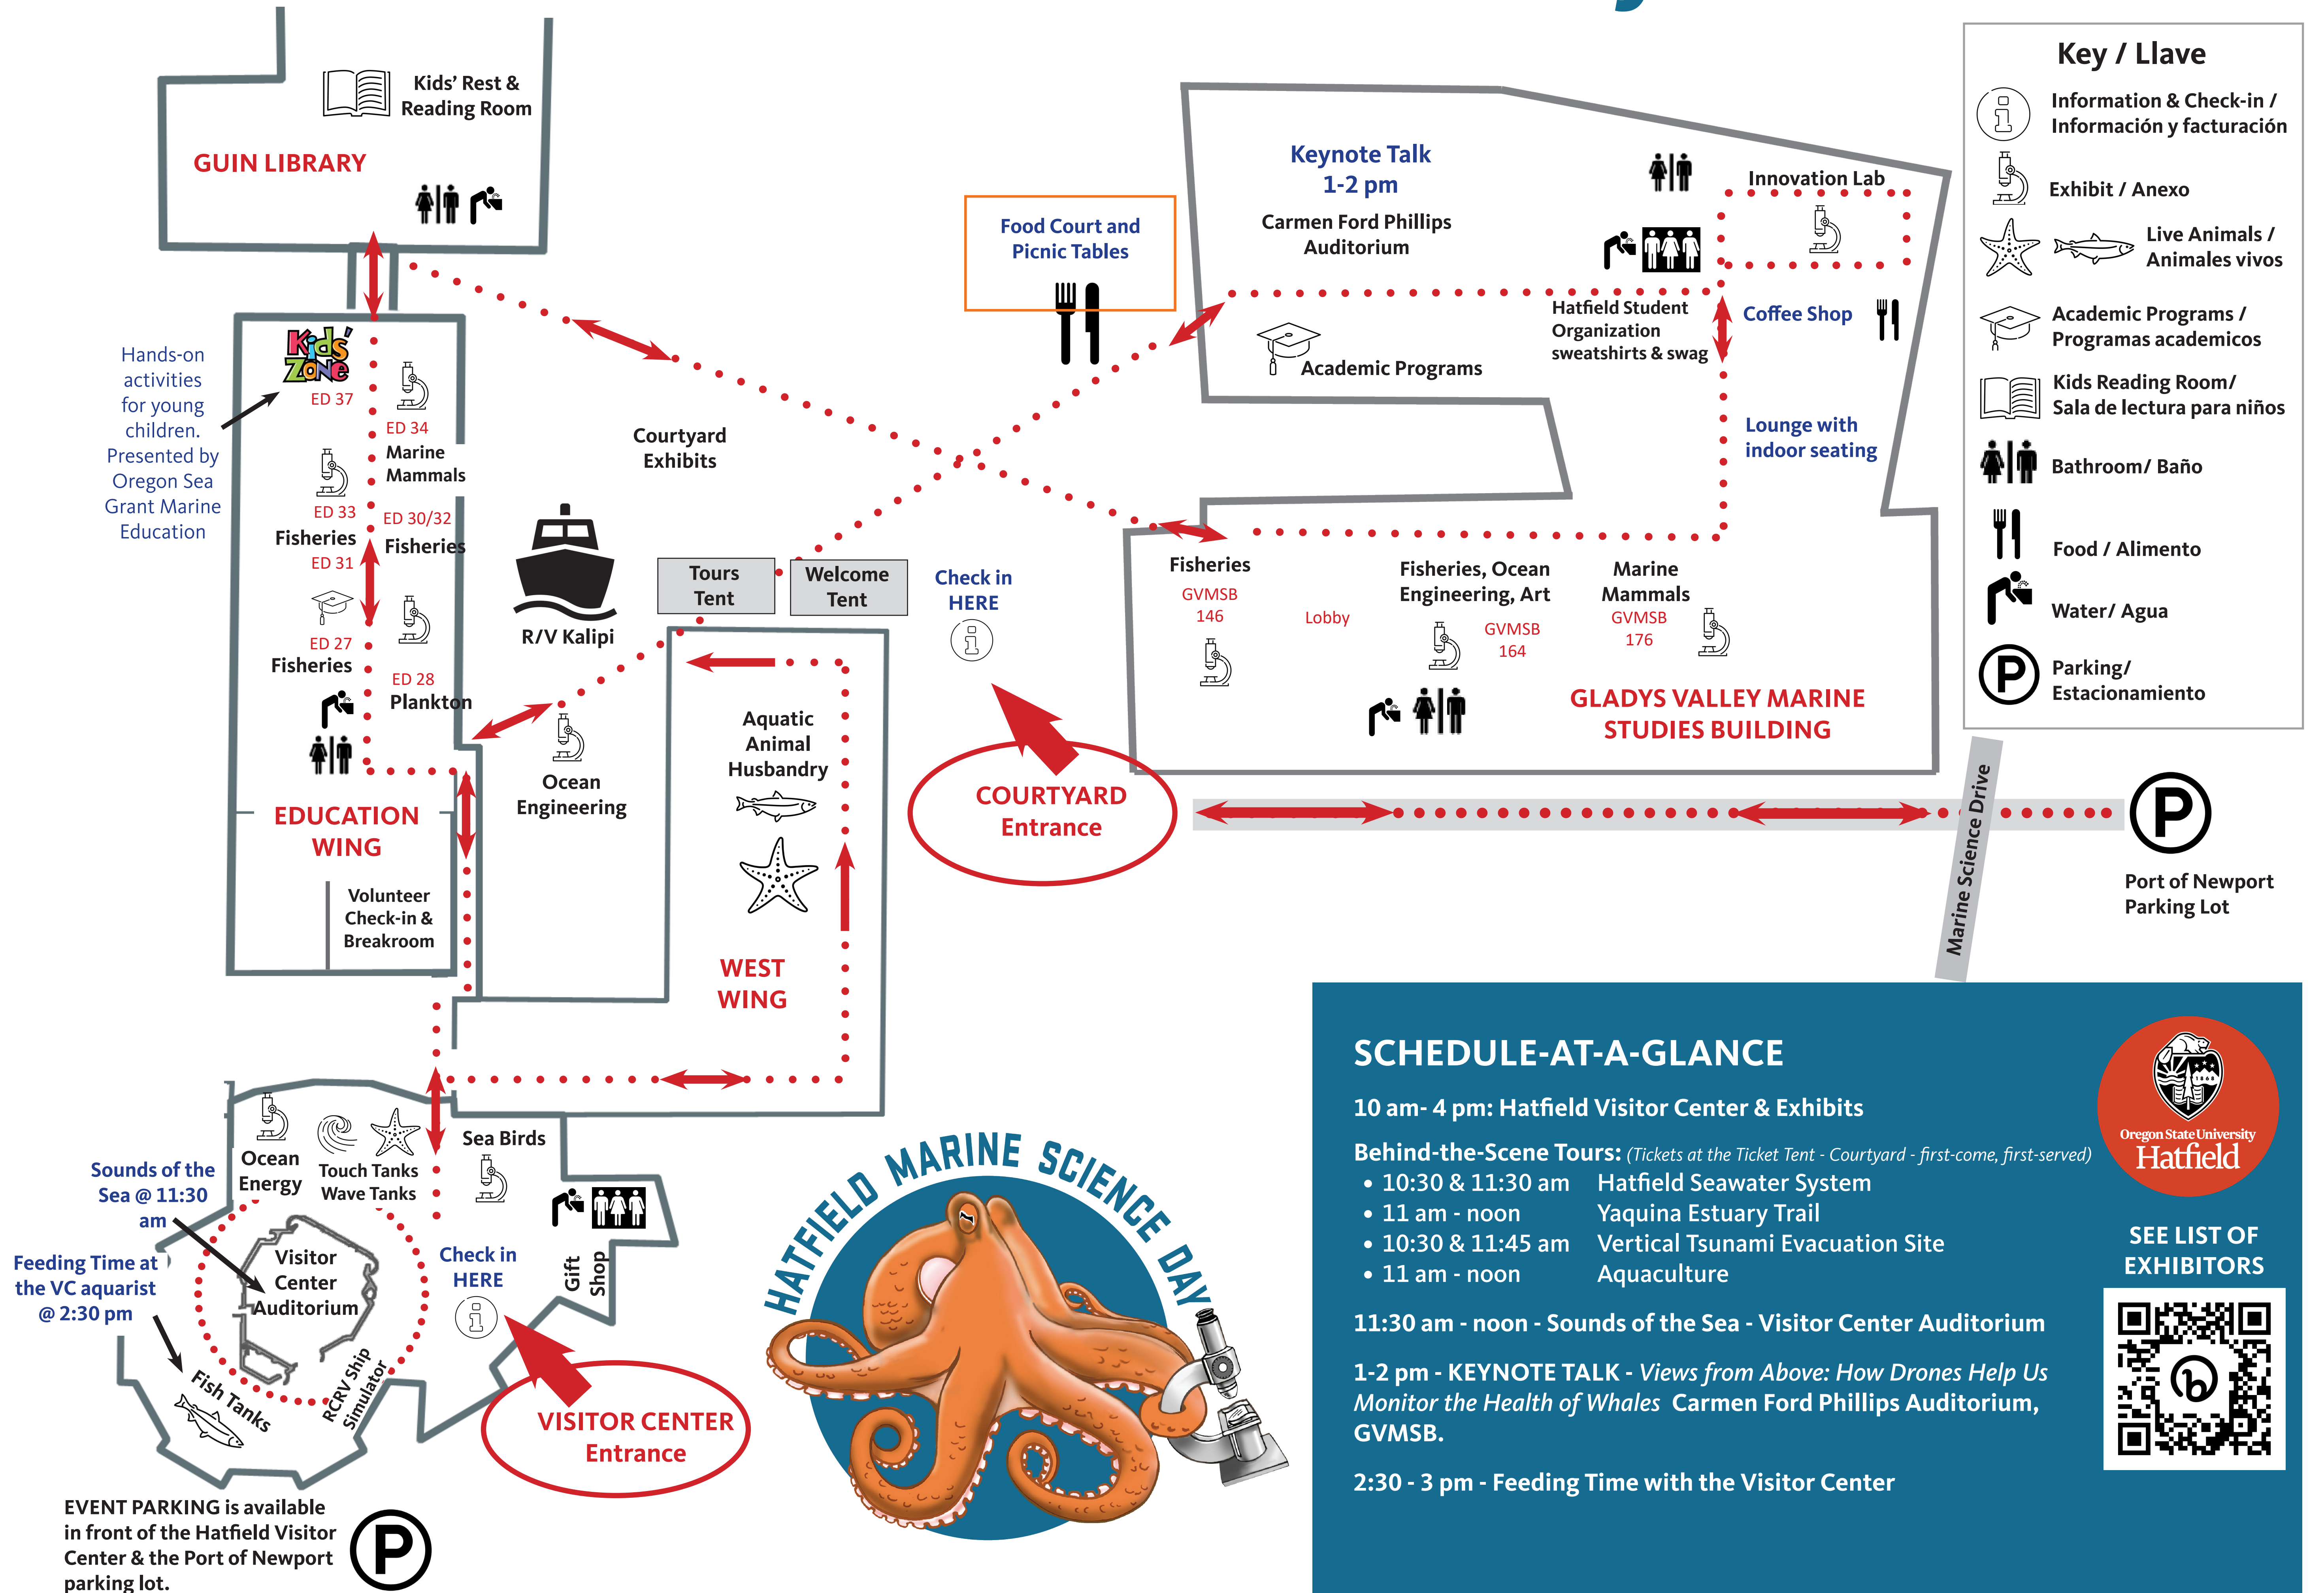 Kids' Rest &
Reading Room
GUIN LIBRARY
Hands-on
activities
for young
children.
Presented by
Oregon Sea
Grant Marine
Education
Kids'
Zone
ED 37
ED 34
Marine
Mammals
ED 33
Fisheries
ED 30/32
Fisheries
ED 31
ED 27
Fisheries
ED 28
Plankton
EDUCATION
WING
Volunteer
Check-in &
Breakroom
Courtyard
Exhibits
R/V Kalipi
Tours
Tent
Welcome
Tent
Check in
HERE
Ocean
Engineering
Aquatic
Animal
Husbandry
WEST
WING
COURTYARD
Entrance
Food Court and
Picnic Tables
Keynote Talk
1-2 pm
Carmen Ford Phillips
Auditorium
Innovation Lab
Academic Programs
Hatfield Student
Organization
sweatshirts & swag
Coffee Shop
Lounge with
indoor seating
Fisheries
GVMSB
146
Lobby
Fisheries, Ocean
Engineering, Art
GVMSB
164
Marine
Mammals
GVMSB
176
GLADYS VALLEY MARINE
STUDIES BUILDING
Key / Llave
Information & Check-in /
Información y facturación
Exhibit / Anexo
Live Animals /
Animales vivos
Academic Programs /
Programas academicos
Kids Reading Room/
Sala de lectura para niños
Bathroom/ Baño
Food / Alimento
Water/ Agua
P
Parking/
Estacionamiento
Marine Science Drive
P
Port of Newport
Parking Lot
Sounds of the
Sea @ 11:30
am
Feeding Time at
the VC aquarist
@ 2:30 pm
Ocean
Energy
Touch Tanks
Wave Tanks
Sea Birds
Visitor
Center
Auditorium
Check in
HERE
Gift
Shop
Fish Tanks
RCRV Ship
Simulator
VISITOR CENTER
Entrance
EVENT PARKING is available
in front of the Hatfield Visitor
Center & the Port of Newport
parking lot.
P
HATFIELD MARINE SCIENCE DAY
SCHEDULE-AT-A-GLANCE
10 am- 4 pm: Hatfield Visitor Center & Exhibits
Behind-the-Scene Tours: (Tickets at the Ticket Tent - Courtyard - first-come, first-served)
• 10:30 & 11:30 am Hatfield Seawater System
• 11 am - noon Yaquina Estuary Trail
• 10:30 & 11:45 am Vertical Tsunami Evacuation Site
• 11 am - noon Aquaculture
11:30 am - noon - Sounds of the Sea - Visitor Center Auditorium
1-2 pm - KEYNOTE TALK - Views from Above: How Drones Help Us
Monitor the Health of Whales Carmen Ford Phillips Auditorium,
GVMSB.
2:30 - 3 pm - Feeding Time with the Visitor Center
Oregon State University
Hatfield
SEE LIST OF
EXHIBITORS